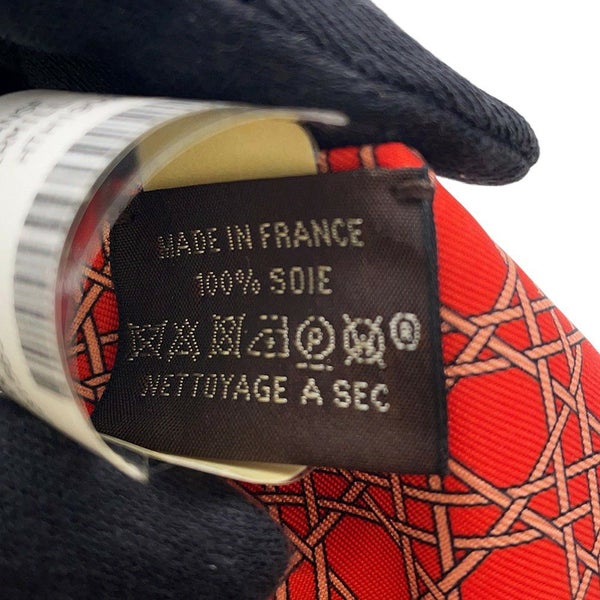 MADE IN FRANCE
100% SOIE
P ®
NETTOYAGE A SEC